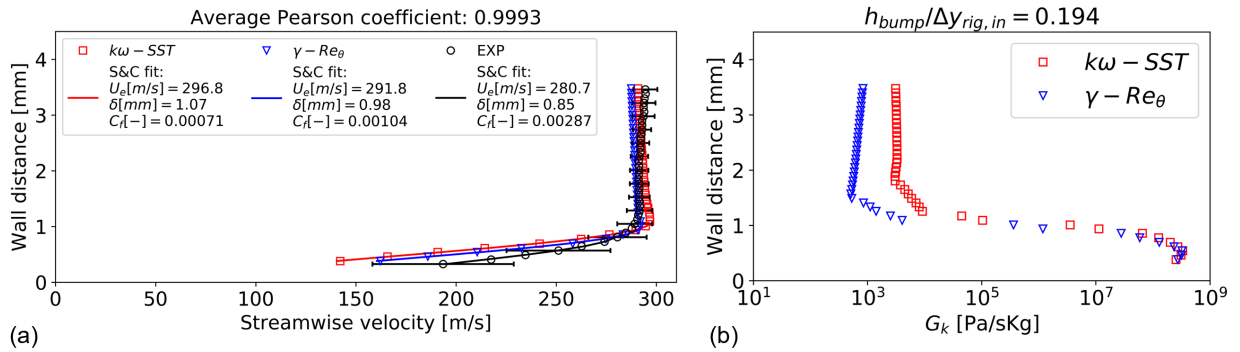 Average Pearson coefficient: 0.9993
kω − SST
γ − Reθ
EXP
S&C fit:
Ue[m/s] = 296.8
δ[mm] = 1.07
Cf[−] = 0.00071
S&C fit:
Ue[m/s] = 291.8
δ[mm] = 0.98
Cf[−] = 0.00104
S&C fit:
Ue[m/s] = 280.7
δ[mm] = 0.85
Cf[−] = 0.00287
Wall distance [mm]
4
3
2
1
0
0 50 100 150 200 250 300
Streamwise velocity [m/s]
(a)
hbump/Δyrig, in = 0.194
kω − SST
γ − Reθ
Wall distance [mm]
4
3
2
1
0
10¹ 10³ 10⁵ 10⁷ 10⁹
Gk [Pa/sKg]
(b)